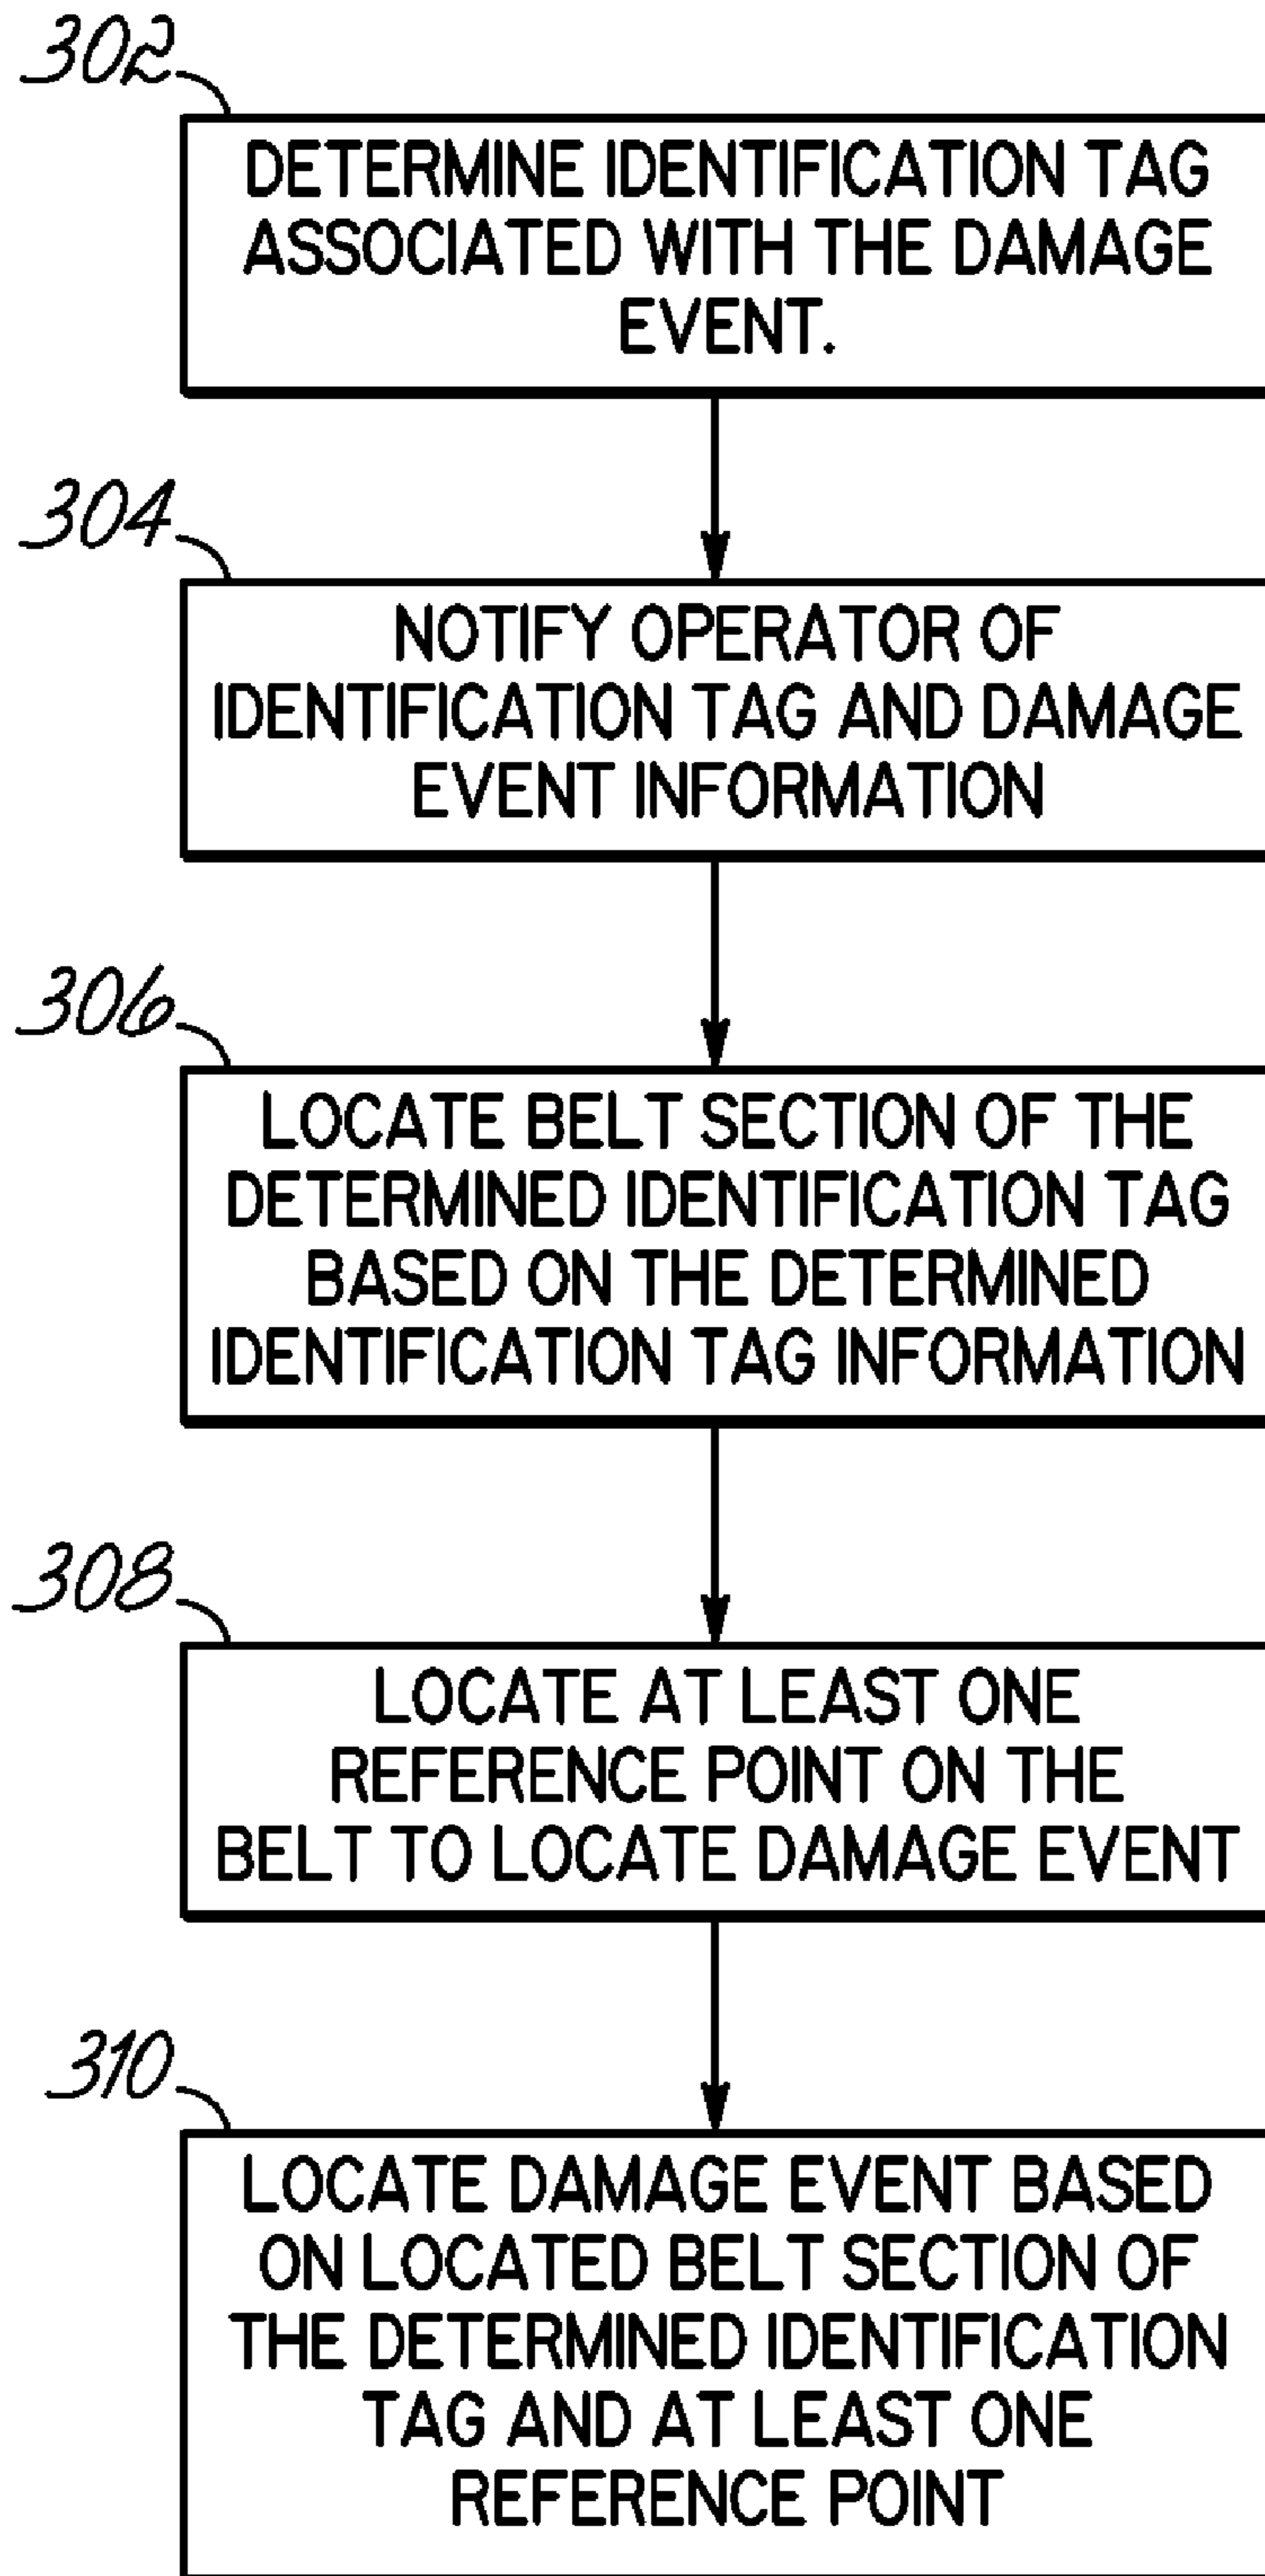 302
DETERMINE IDENTIFICATION TAG
ASSOCIATED WITH THE DAMAGE
EVENT.
304
NOTIFY OPERATOR OF
IDENTIFICATION TAG AND DAMAGE
EVENT INFORMATION
306
LOCATE BELT SECTION OF THE
DETERMINED IDENTIFICATION TAG
BASED ON THE DETERMINED
IDENTIFICATION TAG INFORMATION
308
LOCATE AT LEAST ONE
REFERENCE POINT ON THE
BELT TO LOCATE DAMAGE EVENT
310
LOCATE DAMAGE EVENT BASED
ON LOCATED BELT SECTION OF
THE DETERMINED IDENTIFICATION
TAG AND AT LEAST ONE
REFERENCE POINT